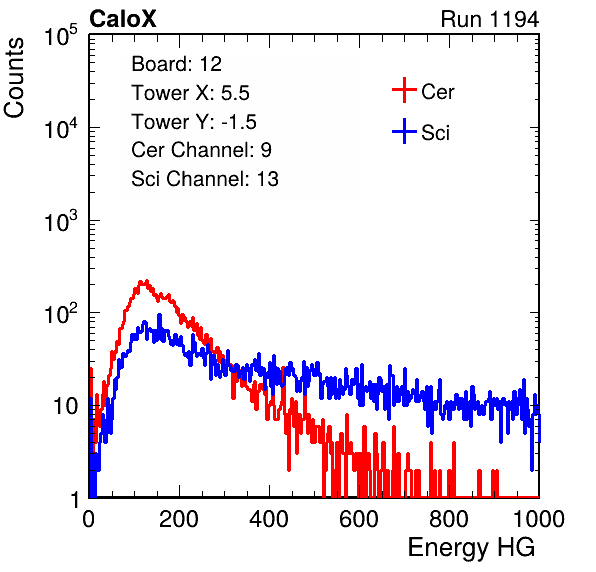 CaloX Run 1194
Counts
10^5
10^4
10^3
10^2
10
1
Board: 12
Tower X: 5.5
Tower Y: -1.5
Cer Channel: 9
Sci Channel: 13
Cer
Sci
0 200 400 600 800 1000
Energy HG